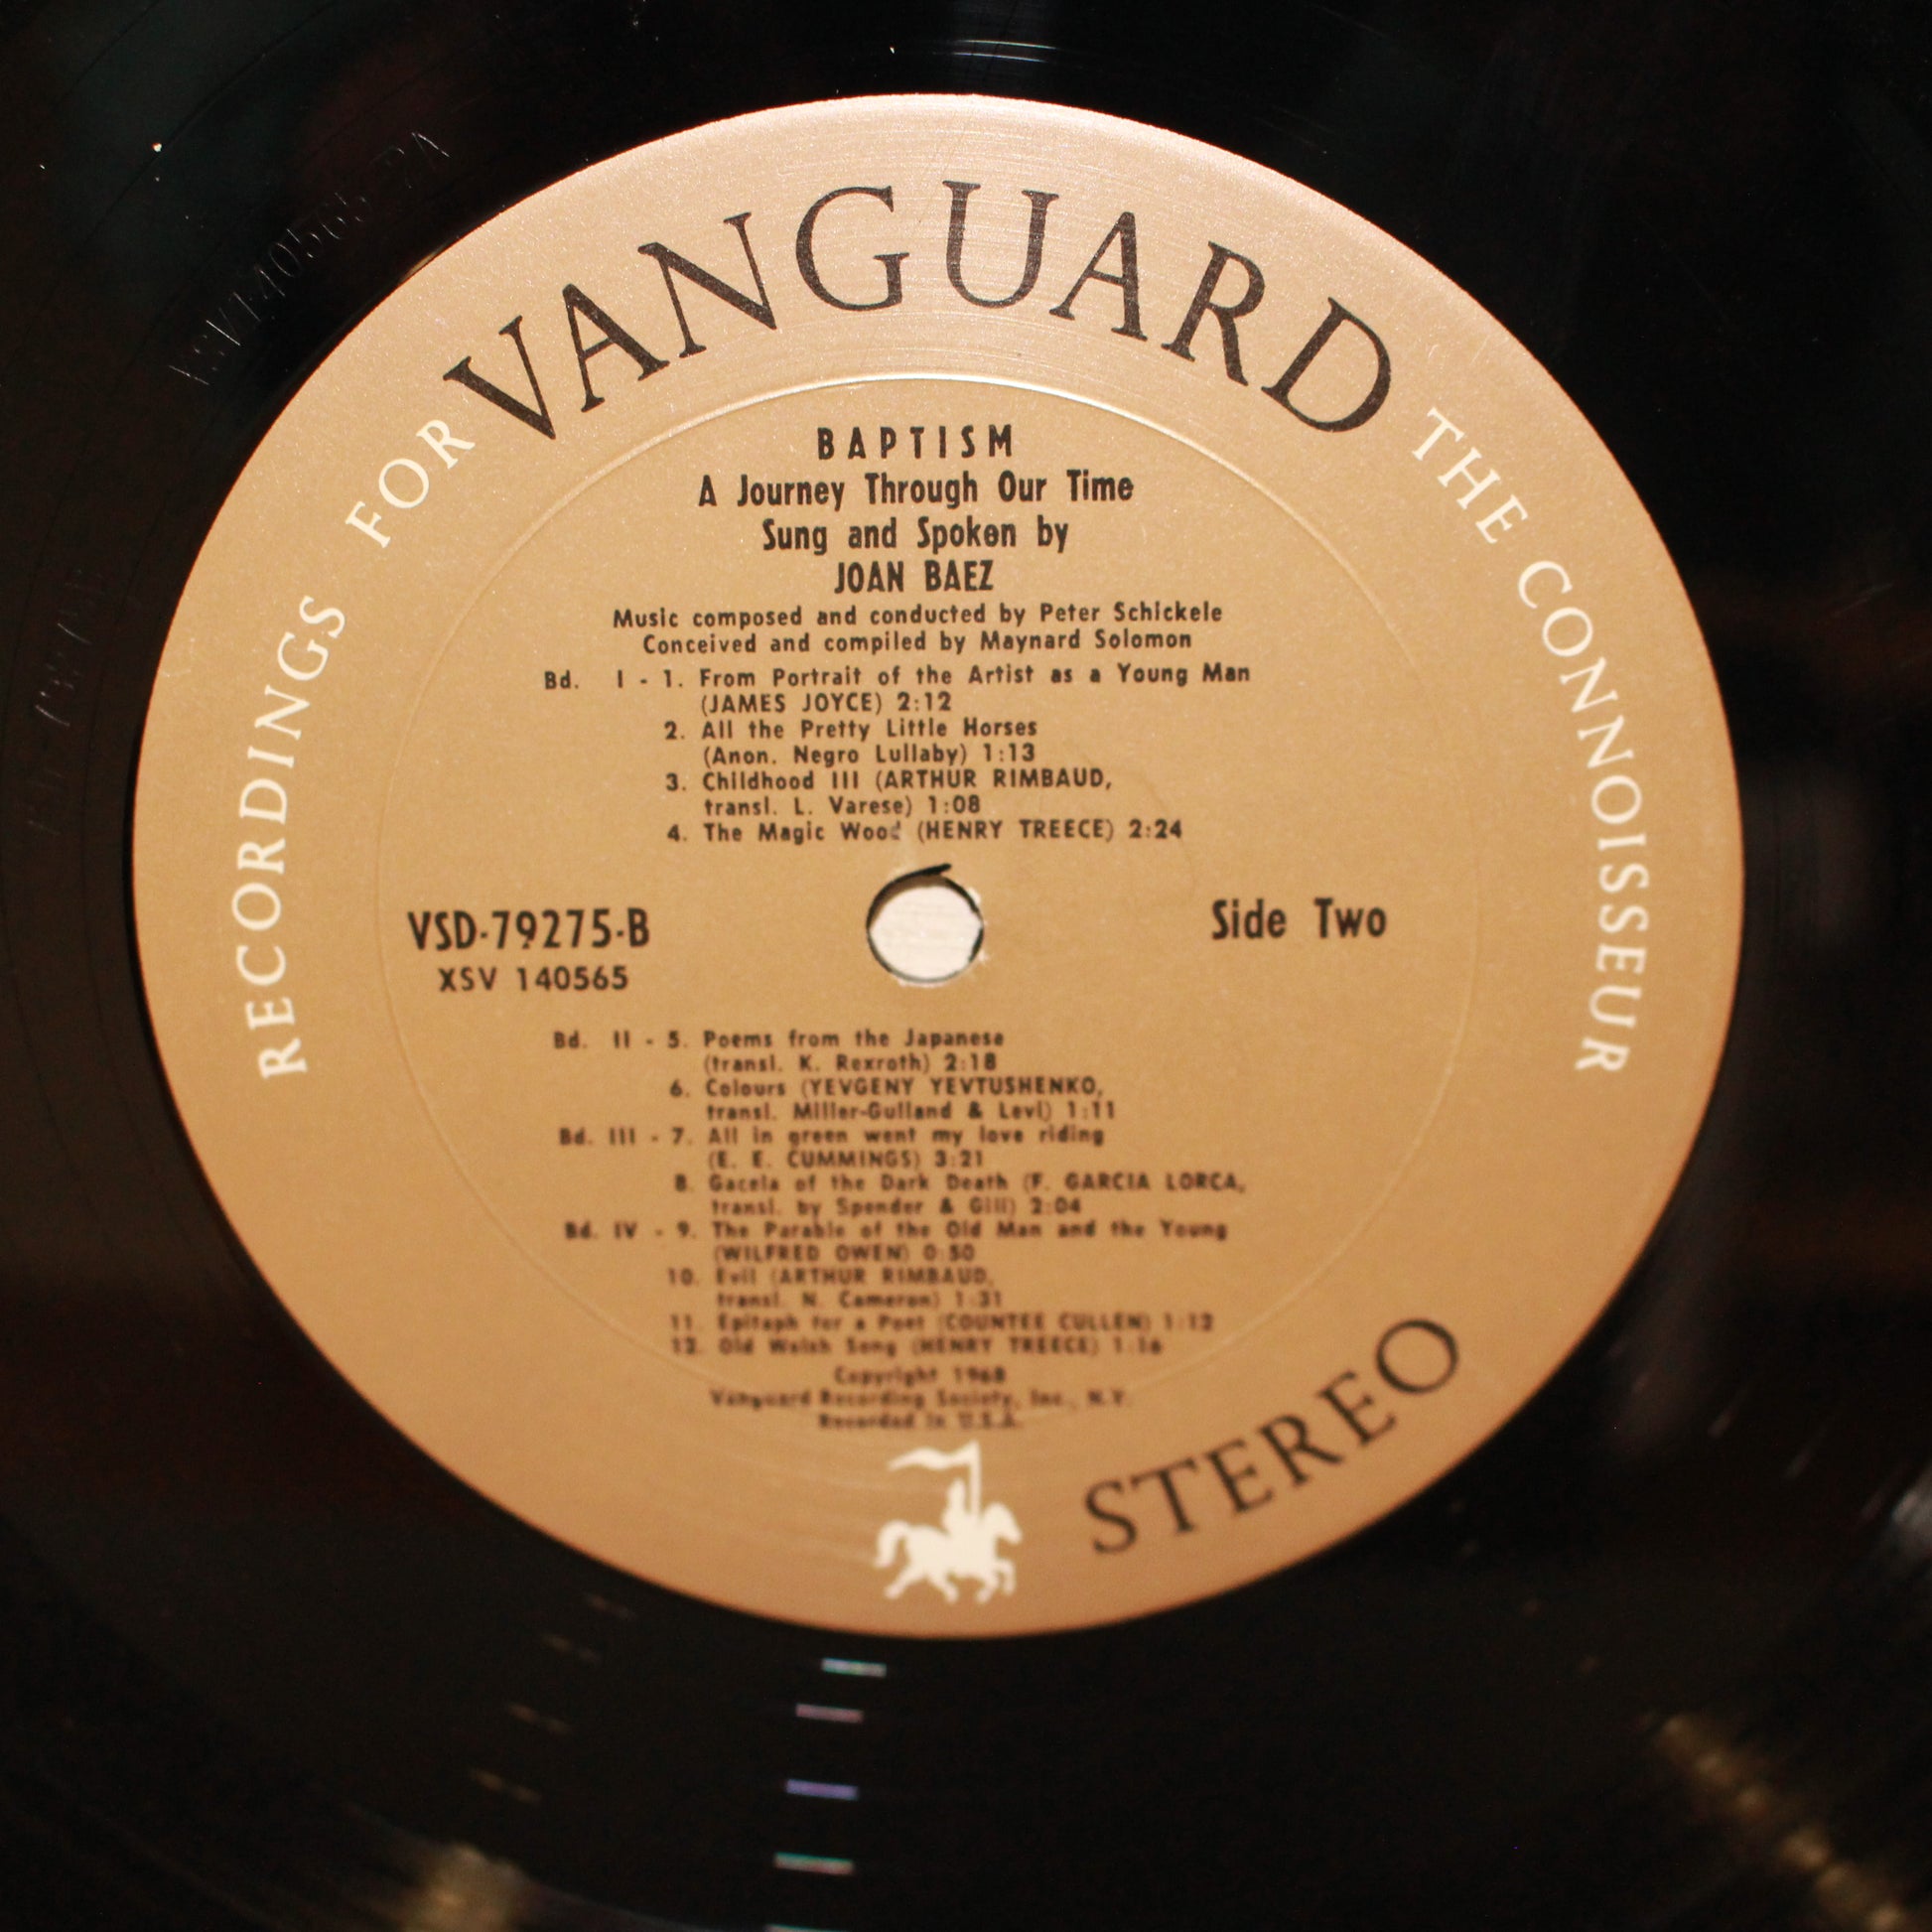 RECORDINGS FOR VANGUARD THE CONNOISSEUR
BAPTISM
A Journey Through Our Time
Sung and Spoken by
JOAN BAEZ
Music composed and conducted by Peter Schickele
Conceived and compiled by Maynard Solomon
Bd. I - 1. From Portrait of the Artist as a Young Man
(JAMES JOYCE) 2:12
2. All the Pretty Little Horses
(Anon. Negro Lullaby) 1:13
3. Childhood III (ARTHUR RIMBAUD,
transl. L. Varese) 1:08
4. The Magic Wood (HENRY TREECE) 2:24
VSD-79275-B
XSV 140565
Side Two
Bd. II - 5. Poems from the Japanese
(transl. K. Rexroth) 2:18
6. Colours (YEVGENY YEVTUSHENKO,
transl. Miller-Gulland & Levi) 1:11
Bd. III - 7. All in green went my love riding
(E. E. CUMMINGS) 3:21
8. Gacela of the Dark Death (F. GARCIA LORCA,
transl. by Spender & Gill) 2:04
Bd. IV - 9. The Parable of the Old Man and the Young
(WILFRED OWEN) 0:50
10. Evil (ARTHUR RIMBAUD,
transl. N. Cameron) 1:31
11. Epitaph for a Poet (COUNTEE CULLEN) 1:12
12. Old Welsh Song (HENRY TREECE) 1:16
Copyright 1968
Vanguard Recording Society, Inc., N.Y.
Recorded in U.S.A.
STEREO